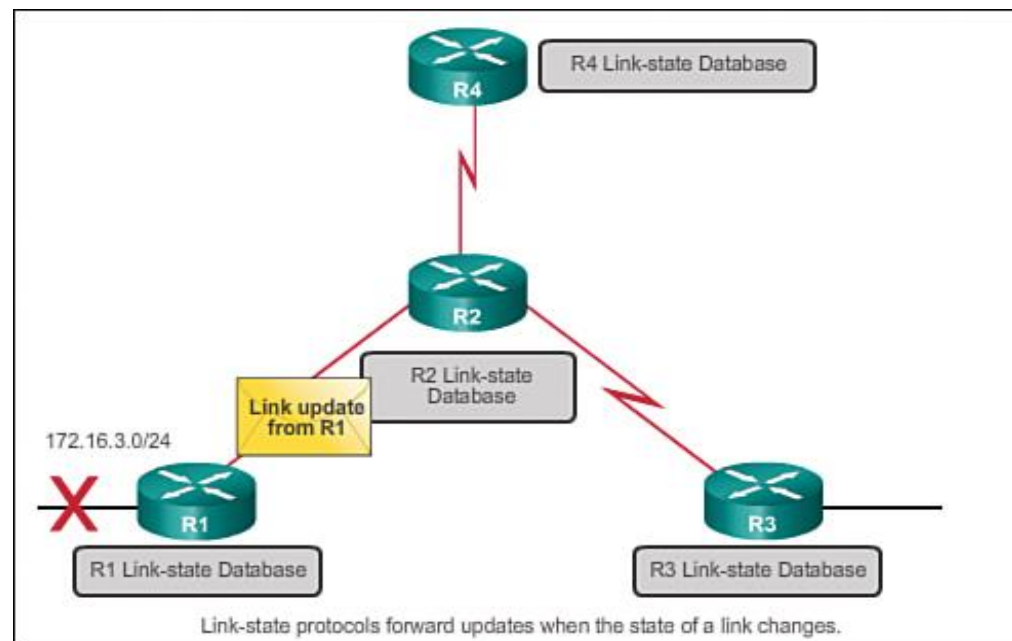 R4
R4 Link-state Database
R2
R2 Link-state
Database
Link update
from R1
172.16.3.0/24
R1
R3
R1 Link-state Database
R3 Link-state Database
Link-state protocols forward updates when the state of a link changes.